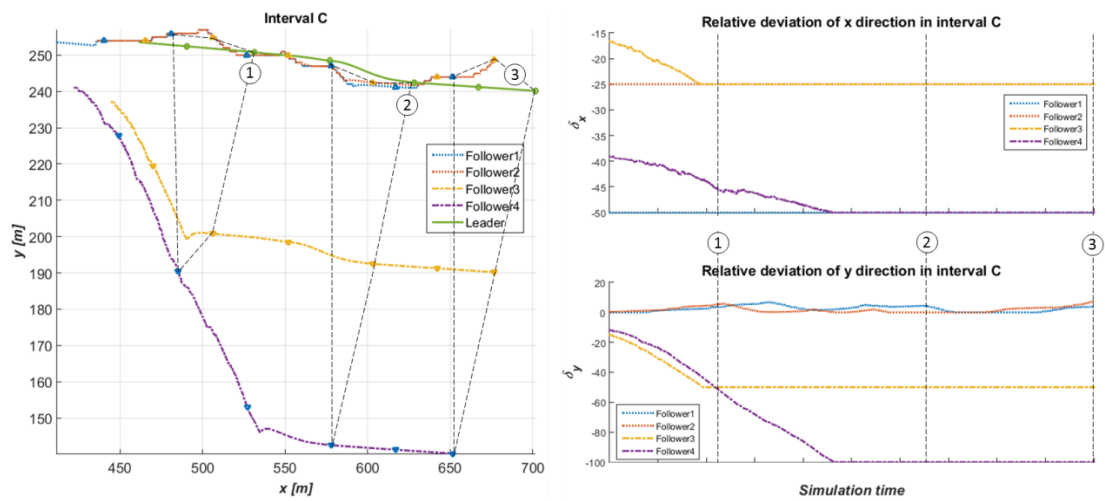 Interval C
250
240
230
220
210
200
190
180
170
160
150
y [m]
450
500
550
600
650
700
x [m]
1
2
3
Follower1
Follower2
Follower3
Follower4
Leader
Relative deviation of x direction in interval C
-15
-20
-25
-30
-35
-40
-45
-50
δx
Follower1
Follower2
Follower3
Follower4
1
2
3
Relative deviation of y direction in interval C
20
0
-20
-40
-60
-80
-100
δy
Follower1
Follower2
Follower3
Follower4
Simulation time